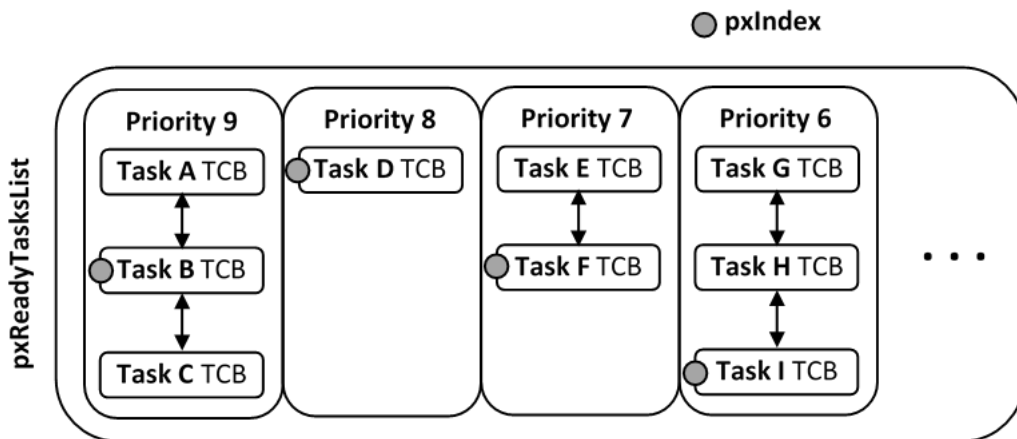 pxIndex
pxReadyTasksList
Priority 9
Task A TCB
Task B TCB
Task C TCB
Priority 8
Task D TCB
Priority 7
Task E TCB
Task F TCB
Priority 6
Task G TCB
Task H TCB
Task I TCB
...